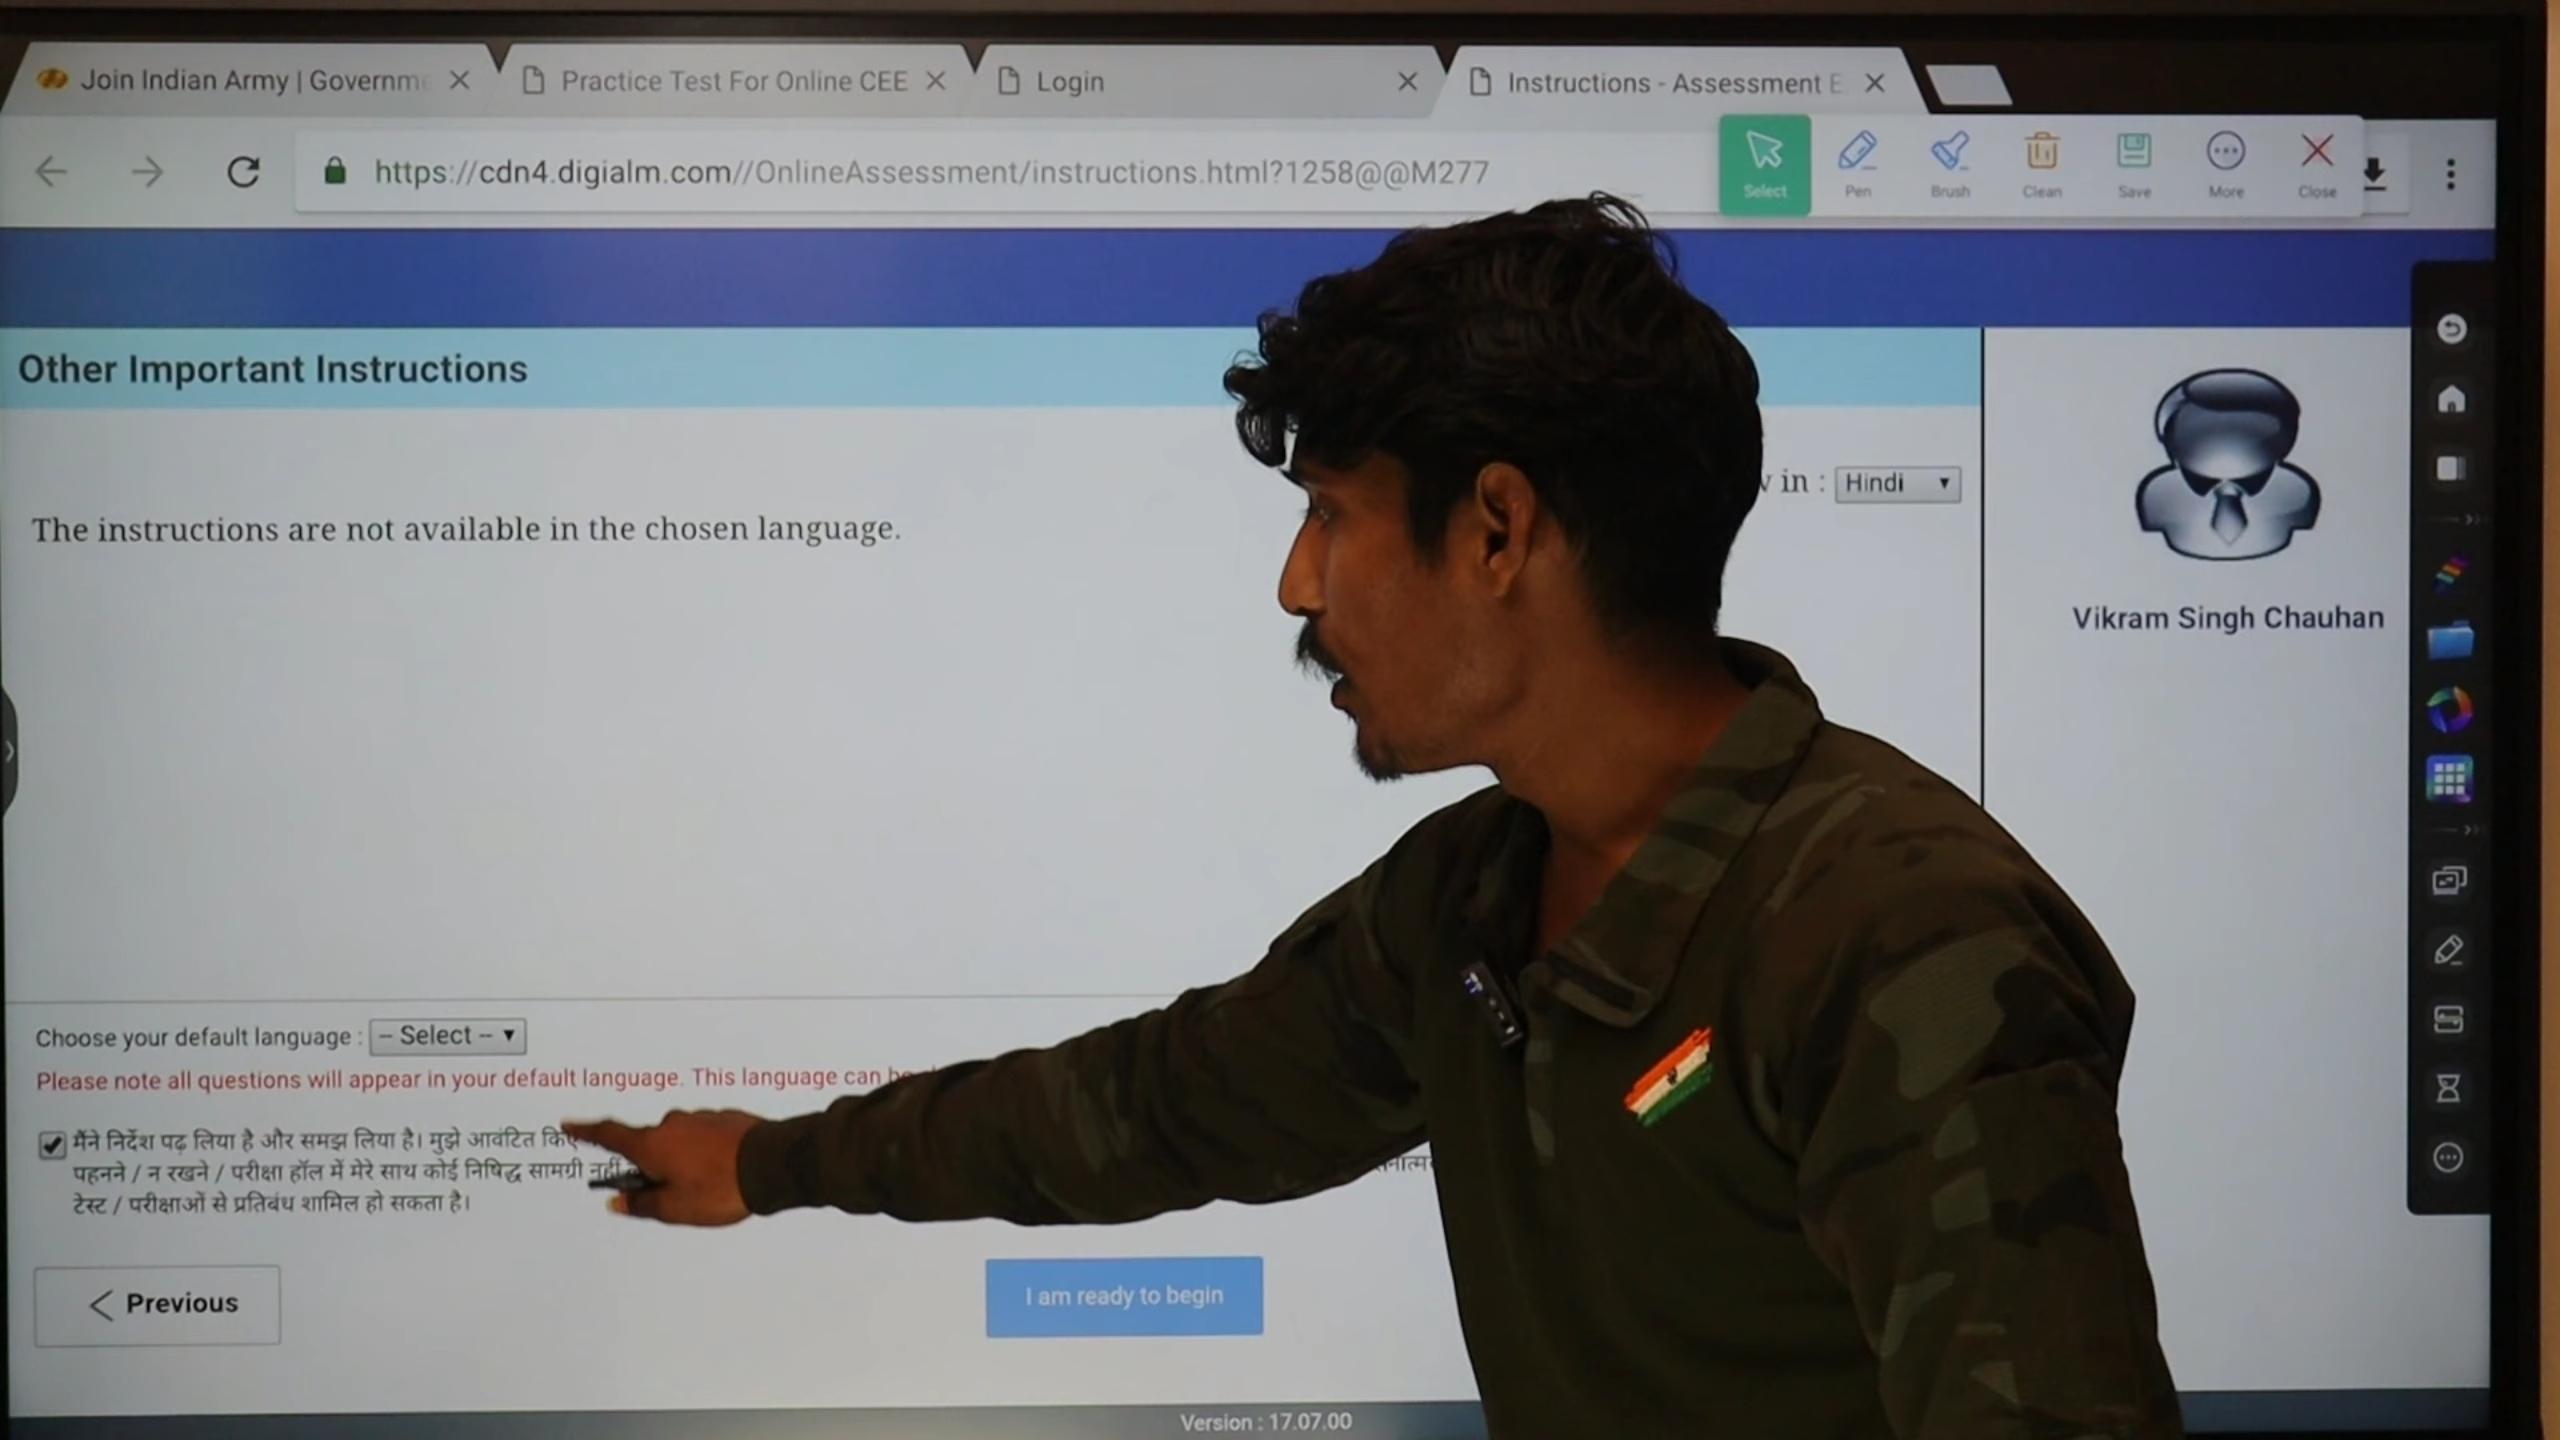 Join Indian Army | Governme
Practice Test For Online CEE
Login
Instructions - Assessment E
https://cdn4.digialm.com//OnlineAssessment/instructions.html?1258@@M277
Select
Pen
Brush
Clean
Save
More
Close
Other Important Instructions
in : Hindi
The instructions are not available in the chosen language.
Vikram Singh Chauhan
Choose your default language : -- Select --
Please note all questions will appear in your default language. This language can be
मैंने निर्देश पढ़ लिया है और समझ लिया है। मुझे आवंटित किए
पहनने / न रखने / परीक्षा हॉल में मेरे साथ कोई निषिद्ध सामग्री नहीं
टेस्ट / परीक्षाओं से प्रतिबंध शामिल हो सकता है।
Previous
I am ready to begin
Version : 17.07.00